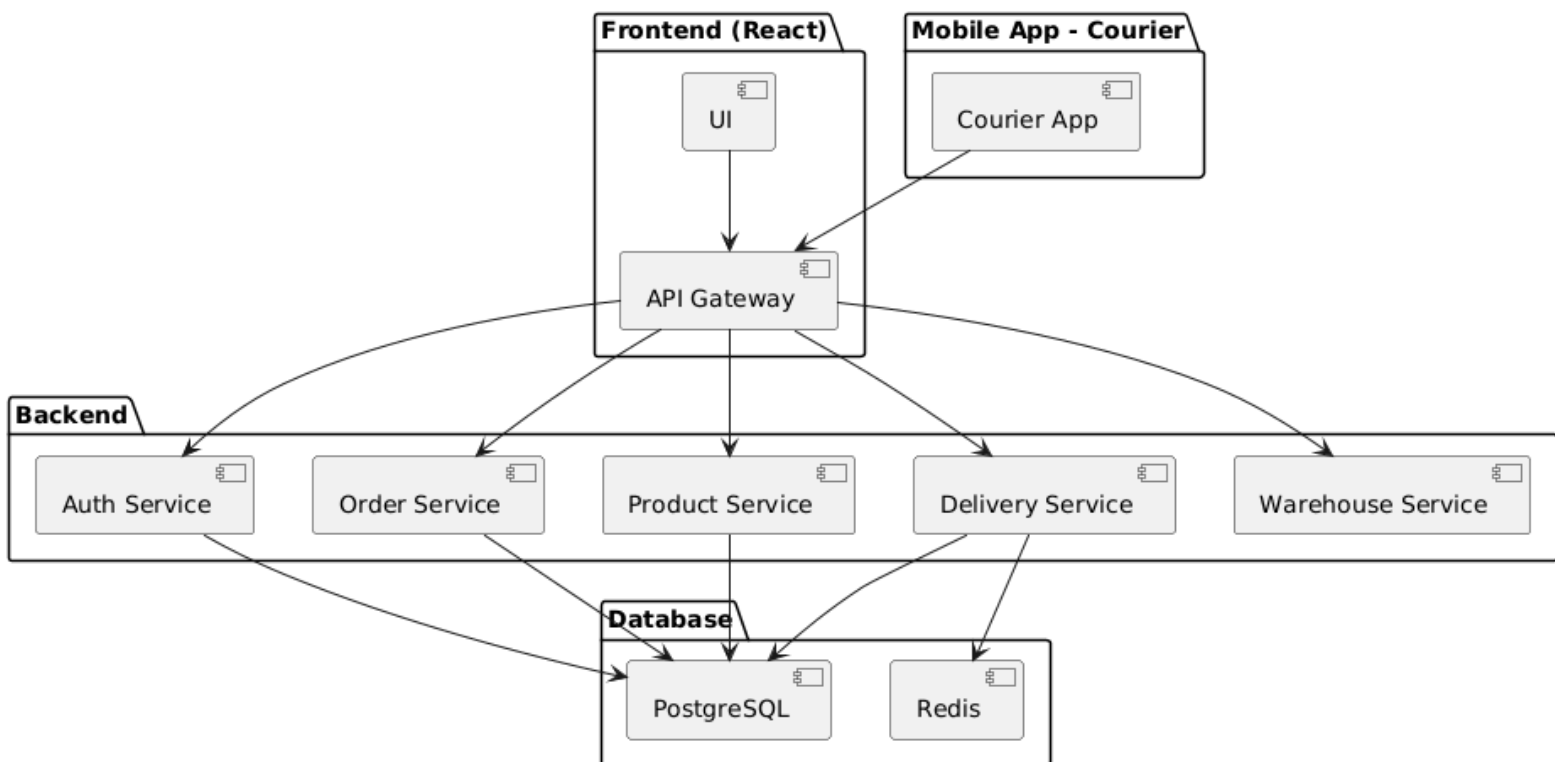 Frontend (React)
Mobile App - Courier
UI
Courier App
API Gateway
Backend
Auth Service
Order Service
Product Service
Delivery Service
Warehouse Service
Database
PostgreSQL
Redis